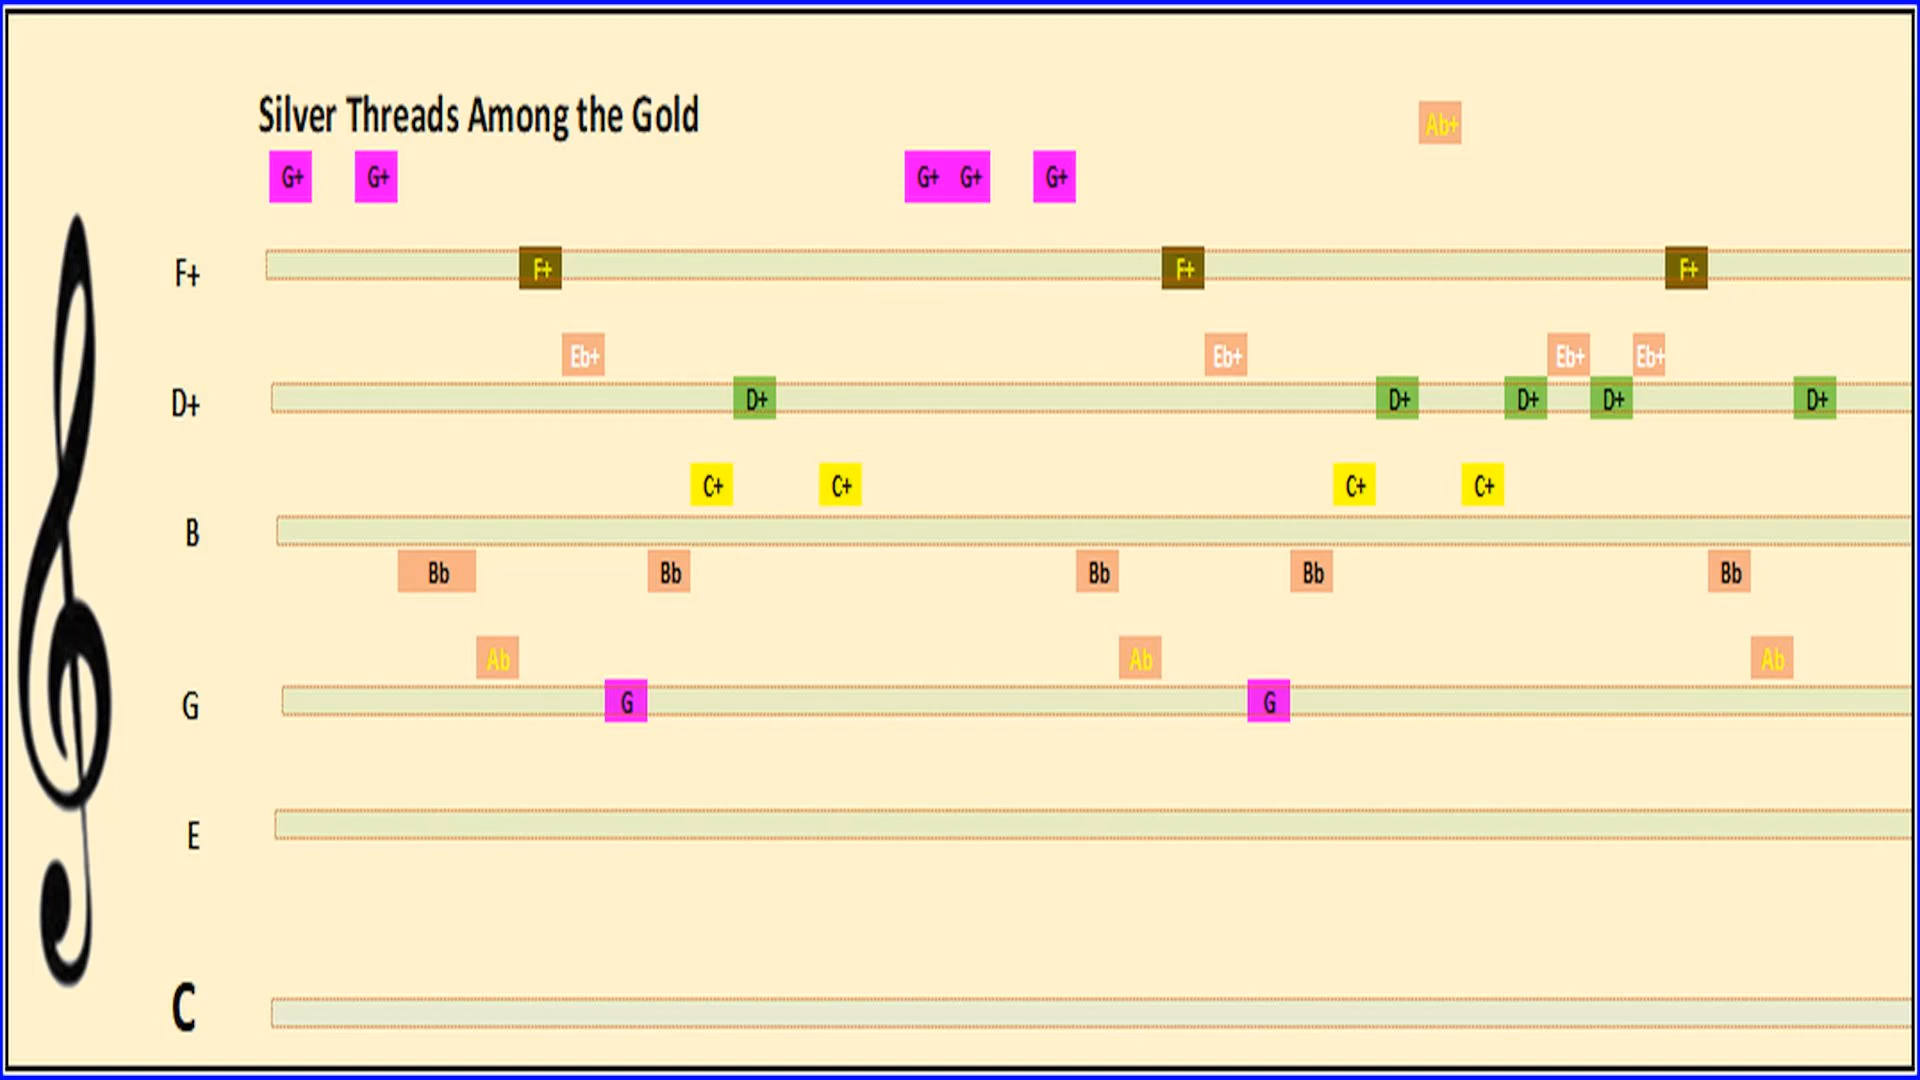 Silver Threads Among the Gold
Ab+
G+ G+ G+ G+ G+
F+ F+ F+ F+
Eb+ Eb+ Eb+ Eb+
D+ D+ D+ D+ D+ D+
C+ C+ C+ C+
B
Bb Bb Bb Bb Bb
Ab Ab Ab
G G G
E
C